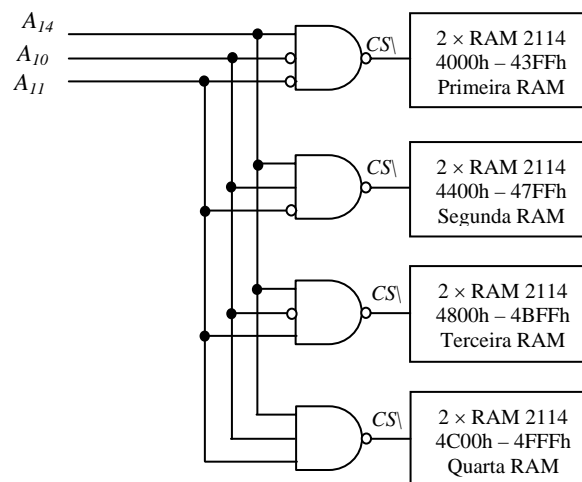 A14
A10
A11
CS\
2 × RAM 2114
4000h – 43FFh
Primeira RAM
CS\
2 × RAM 2114
4400h – 47FFh
Segunda RAM
CS\
2 × RAM 2114
4800h – 4BFFh
Terceira RAM
CS\
2 × RAM 2114
4C00h – 4FFFh
Quarta RAM